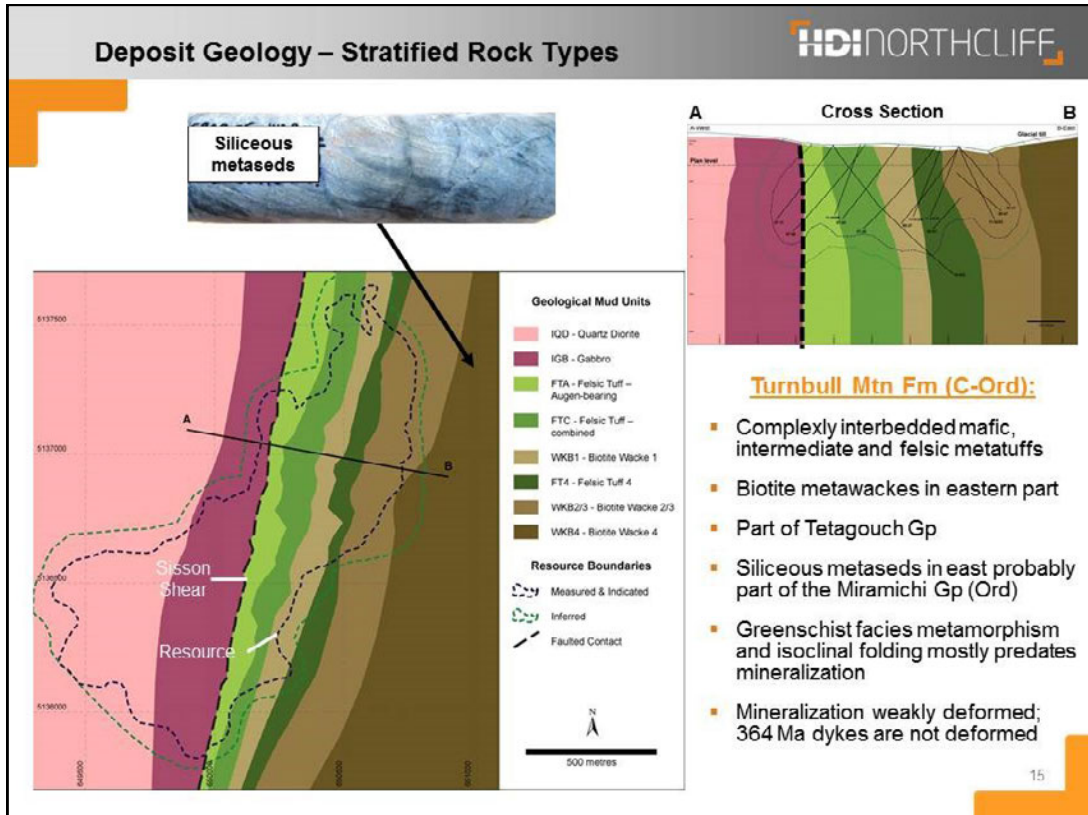 Deposit Geology – Stratified Rock Types
HDINORTHCLIFF
Siliceous
metaseds
A
Cross Section
B
Glacial till
Plan level
5137500
5137000
5136000
649500
A
B
Sisson
Shear
Resource
Geological Mud Units
IQD - Quartz Diorite
IGB - Gabbro
FTA - Felsic Tuff –
Augen-bearing
FTC - Felsic Tuff –
combined
WKB1 - Biotite Wacke 1
FT4 - Felsic Tuff 4
WKB2/3 - Biotite Wacke 2/3
WKB4 - Biotite Wacke 4
Resource Boundaries
Measured & Indicated
Inferred
Faulted Contact
N
500 metres
Turnbull Mtn Fm (C-Ord):
▪ Complexly interbedded mafic,
intermediate and felsic metatuffs
▪ Biotite metawackes in eastern part
▪ Part of Tetagouch Gp
▪ Siliceous metaseds in east probably
part of the Miramichi Gp (Ord)
▪ Greenschist facies metamorphism
and isoclinal folding mostly predates
mineralization
▪ Mineralization weakly deformed;
364 Ma dykes are not deformed
15